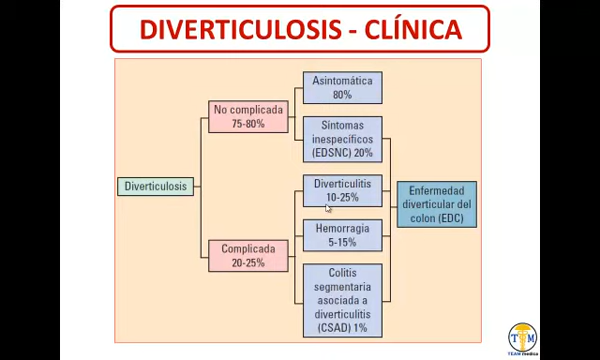 DIVERTICULOSIS - CLÍNICA
Asintomática
80%
No complicada
75-80%
Síntomas
inespecíficos
(EDSNC) 20%
Diverticulosis
Diverticulitis
10-25%
Enfermedad
diverticular del
colon (EDC)
Hemorragia
5-15%
Complicada
20-25%
Colitis
segmentaria
asociada a
diverticulitis
(CSAD) 1%
T M
TEAM medica